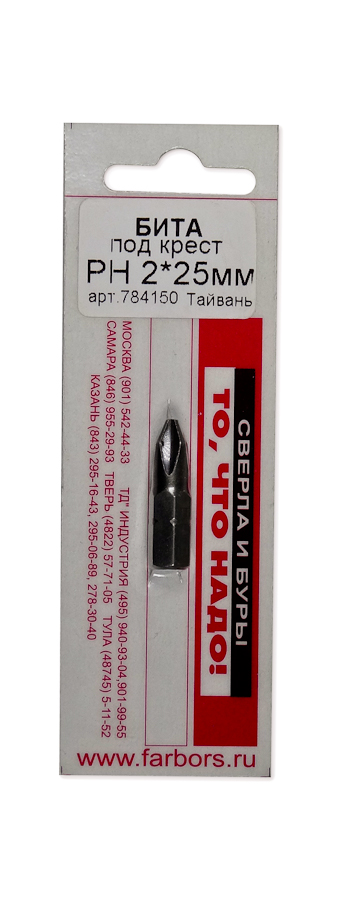 БИТА
под крест
PH 2*25мм
арт.784150 Тайвань
МОСКВА (901) 542-44-33 ТД" ИНДУСТРИЯ (495) 940-93-04,901-99-55
САМАРА (846) 955-29-93 ТВЕРЬ (4822) 57-71-05 ТУЛА (48745) 5-11-52
КАЗАНЬ (843) 295-16-43, 295-06-89, 278-30-40
СВЕРЛА И БУРЫ
ТО, ЧТО НАДО!
www.farbors.ru